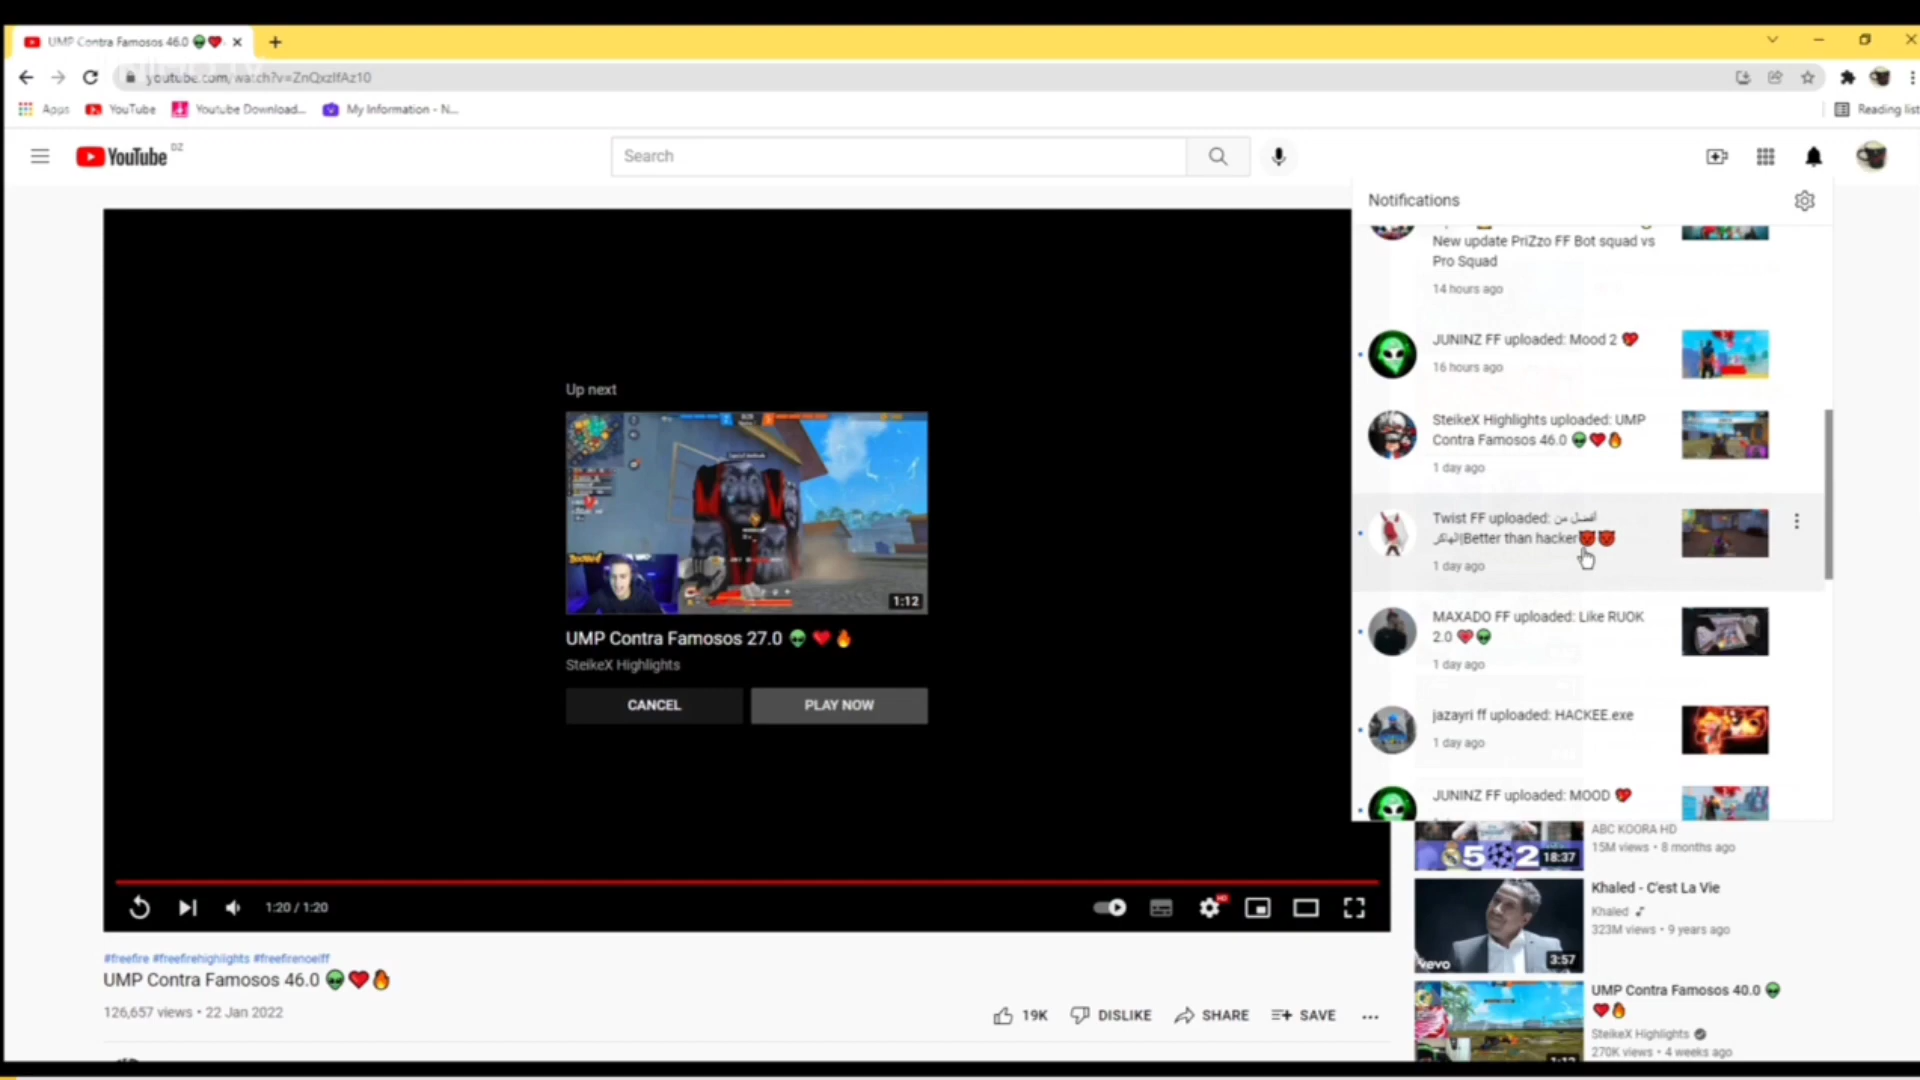 UMP Contra Famosos 46.0 👽❤️
youtube.com/watch?v=ZnQxzlfAz10
Apps
YouTube
Youtube Download...
My Information - N...
Reading list
YouTube DZ
Search
Notifications
New update PriZzo FF Bot squad vs
Pro Squad
14 hours ago
JUNINZ FF uploaded: Mood 2 💖
16 hours ago
SteikeX Highlights uploaded: UMP
Contra Famosos 46.0 👽❤️🔥
1 day ago
Twist FF uploaded: أفضل من
الهاكر|Better than hacker👹👹
1 day ago
MAXADO FF uploaded: Like RUOK
2.0 💖👽
1 day ago
jazayri ff uploaded: HACKEE.exe
1 day ago
JUNINZ FF uploaded: MOOD 💖
Up next
1:12
UMP Contra Famosos 27.0 👽❤️🔥
SteikeX Highlights
CANCEL
PLAY NOW
1:20 / 1:20
HD
#freefire #freefirehighlights #freefirenoeiff
UMP Contra Famosos 46.0 👽❤️🔥
126,657 views • 22 Jan 2022
19K
DISLIKE
SHARE
SAVE
5 2
18:37
ABC KOORA HD
15M views • 8 months ago
vevo
3:57
Khaled - C'est La Vie
Khaled
323M views • 9 years ago
UMP Contra Famosos 40.0 👽
❤️🔥
SteikeX Highlights
270K views • 4 weeks ago